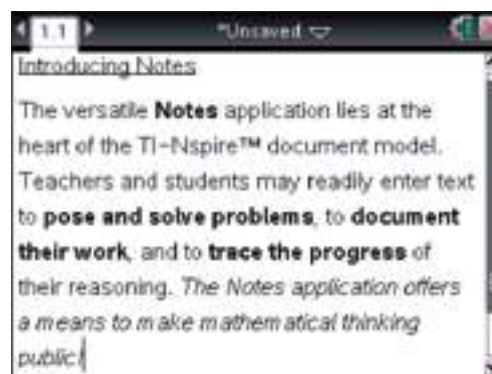 1.1 *Unsaved
Introducing Notes
The versatile Notes application lies at the
heart of the TI-Nspire™ document model.
Teachers and students may readily enter text
to pose and solve problems, to document
their work, and to trace the progress of
their reasoning. The Notes application offers
a means to make mathematical thinking
public!